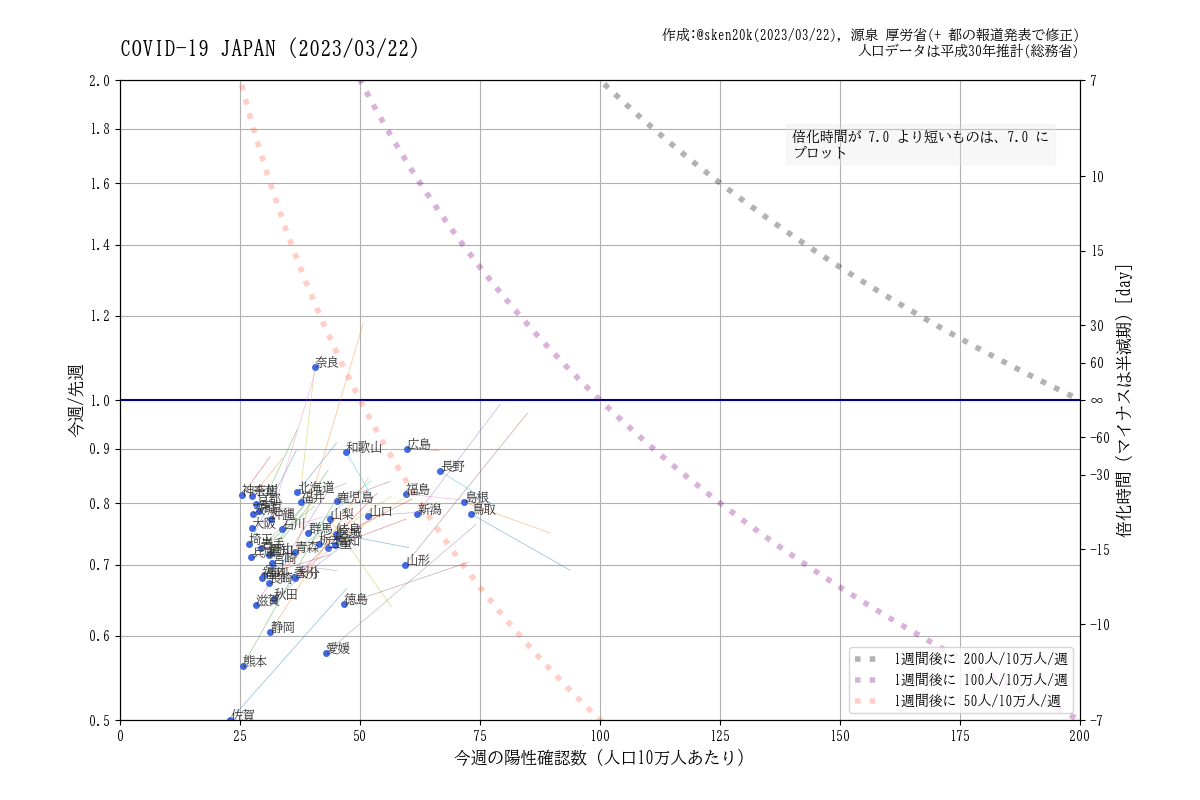 COVID-19 JAPAN (2023/03/22)
作成:@sken20k(2023/03/22), 源泉 厚労省(+ 都の報道発表で修正)
人口データは平成30年推計(総務省)
倍化時間が 7.0 より短いものは、7.0 に
プロット
今週/先週
2.0
1.8
1.6
1.4
1.2
1.0
0.9
0.8
0.7
0.6
0.5
7
10
15
30
60
∞
-60
-30
-15
-10
-7
倍化時間 (マイナスは半減期) [day]
奈良
和歌山
広島
長野
北海道
福井
鹿児島
福島
島根
鳥取
新潟
山口
山梨
大阪
沖縄
石川
群馬
埼玉
青森
宮崎
山形
長崎
滋賀
秋田
徳島
静岡
愛媛
熊本
佐賀
1週間後に 200人/10万人/週
1週間後に 100人/10万人/週
1週間後に 50人/10万人/週
0
25
50
75
100
125
150
175
200
今週の陽性確認数 (人口10万人あたり)